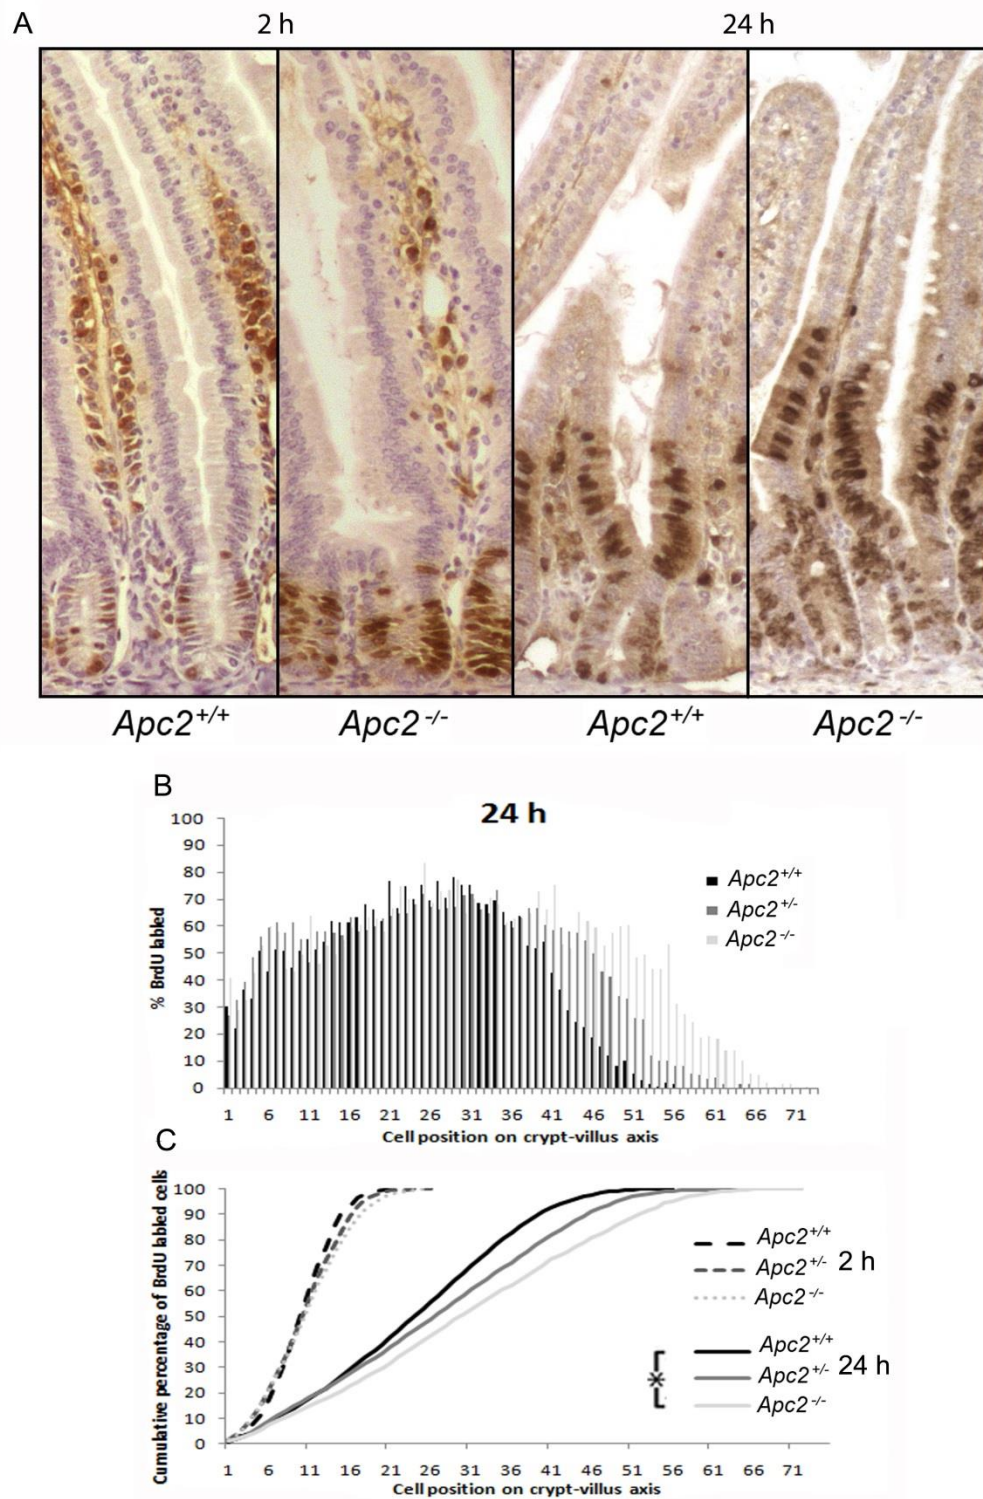 A
2 h
24 h
Apc2+/+
Apc2-/-
Apc2+/+
Apc2-/-
B
24 h
% BrdU labled
100
90
80
70
60
50
40
30
20
10
0
Apc2+/+
Apc2+/-
Apc2-/-
1 6 11 16 21 26 31 36 41 46 51 56 61 66 71
Cell position on crypt-villus axis
C
Cumulative percentage of BrdU labled cells
100
90
80
70
60
50
40
30
20
10
0
Apc2+/+
Apc2+/- 2 h
Apc2-/-
Apc2+/+
Apc2+/- 24 h
Apc2-/-
*
1 6 11 16 21 26 31 36 41 46 51 56 61 66 71
Cell position on crypt-villus axis